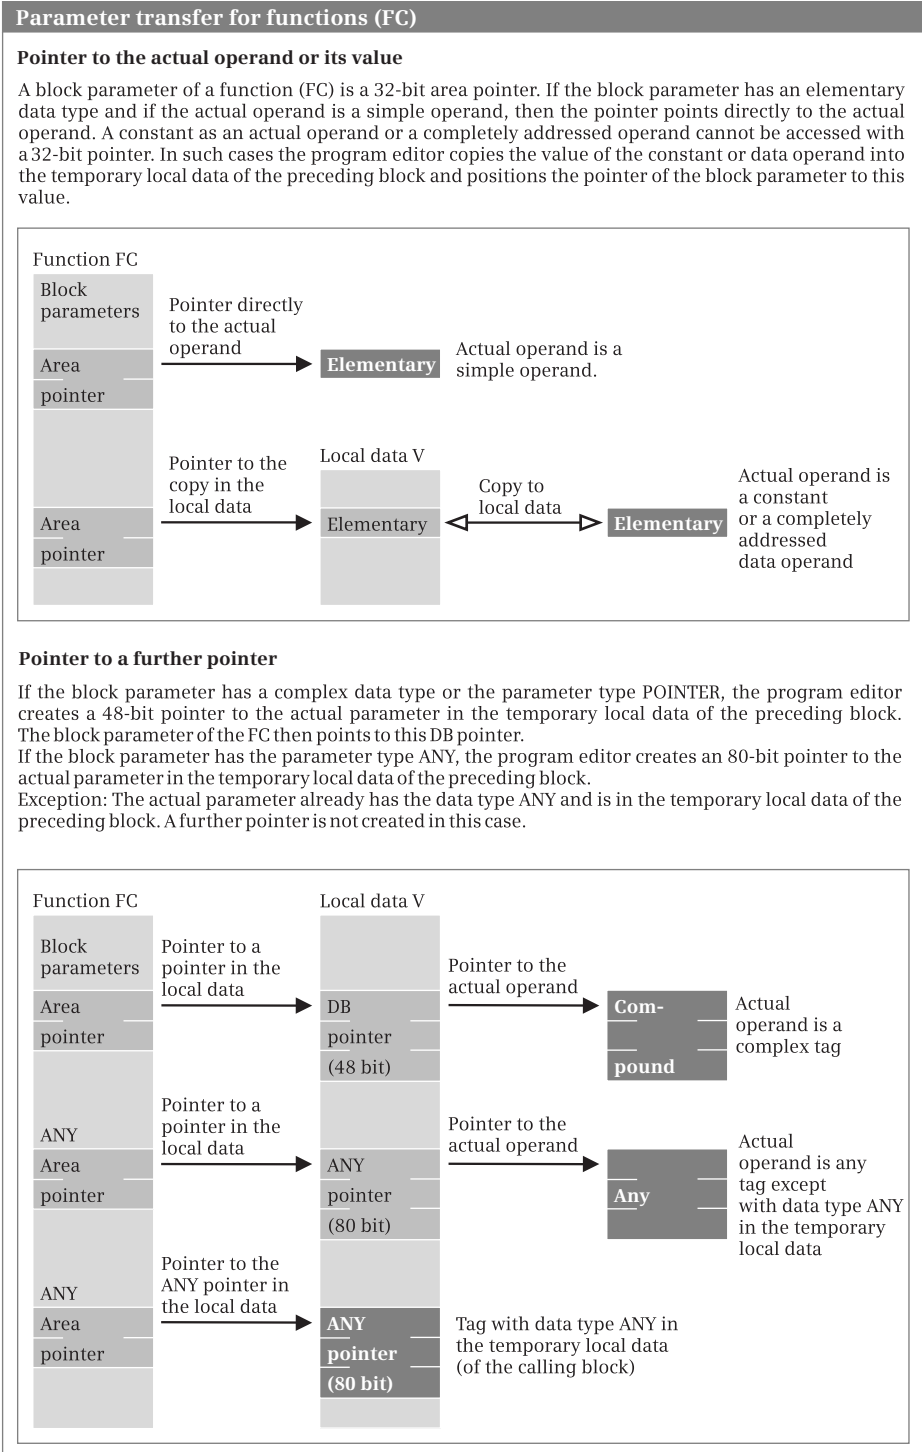 Parameter transfer for functions (FC)
Pointer to the actual operand or its value
A block parameter of a function (FC) is a 32-bit area pointer. If the block parameter has an elementary
data type and if the actual operand is a simple operand, then the pointer points directly to the actual
operand. A constant as an actual operand or a completely addressed operand cannot be accessed with
a 32-bit pointer. In such cases the program editor copies the value of the constant or data operand into
the temporary local data of the preceding block and positions the pointer of the block parameter to this
value.
Function FC
Block
parameters
Pointer directly
to the actual
operand
Area
pointer
Elementary
Actual operand is a
simple operand.
Local data V
Pointer to the
copy in the
local data
Area
pointer
Elementary
Copy to
local data
Elementary
Actual operand is
a constant
or a completely
addressed
data operand
Pointer to a further pointer
If the block parameter has a complex data type or the parameter type POINTER, the program editor
creates a 48-bit pointer to the actual parameter in the temporary local data of the preceding block.
The block parameter of the FC then points to this DB pointer.
If the block parameter has the parameter type ANY, the program editor creates an 80-bit pointer to the
actual parameter in the temporary local data of the preceding block.
Exception: The actual parameter already has the data type ANY and is in the temporary local data of the
preceding block. A further pointer is not created in this case.
Function FC
Local data V
Block
parameters
Pointer to a
pointer in the
local data
Area
pointer
DB
pointer
(48 bit)
Pointer to the
actual operand
Com-
pound
Actual
operand is a
complex tag
ANY
Area
pointer
Pointer to a
pointer in the
local data
ANY
pointer
(80 bit)
Pointer to the
actual operand
Any
Actual
operand is any
tag except
with data type ANY
in the temporary
local data
ANY
Area
pointer
Pointer to the
ANY pointer in
the local data
ANY
pointer
(80 bit)
Tag with data type ANY in
the temporary local data
(of the calling block)